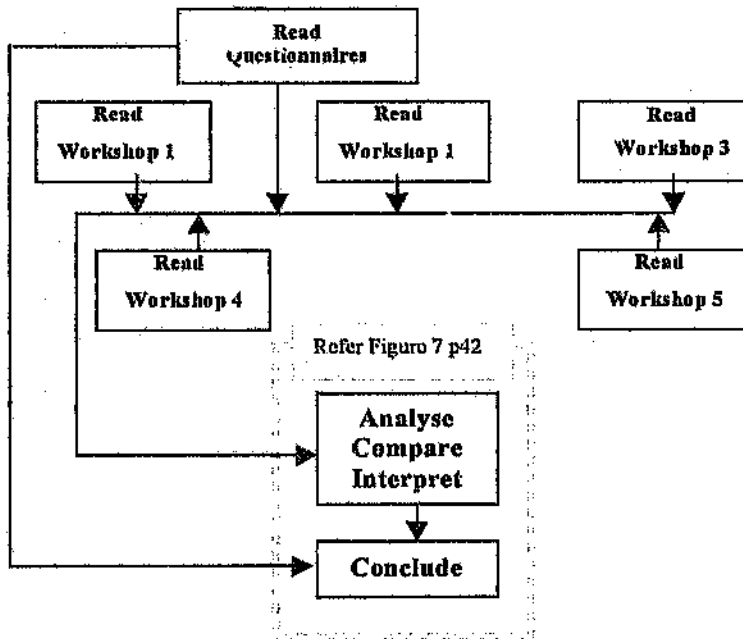 Read
Questionnaires
Read
Workshop 1
Read
Workshop 1
Read
Workshop 3
Read
Workshop 4
Read
Workshop 5
Refer Figure 7 p42
Analyse
Compare
Interpret
Conclude